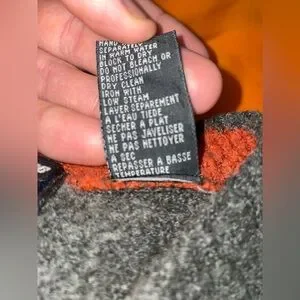 HAND
SEPARATELY
IN WARM WATER
BLOCK TO DRY
DO NOT BLEACH OR
PROFESSIONALLY
DRY CLEAN
IRON WITH
LOW STEAM
LAVER SEPAREMENT
A L'EAU TIEDE
SECHER A PLAT
NE PAS JAVELISER
NE PAS NETTOYER
A SEC
REPASSER A BASSE
TEMPERATURE